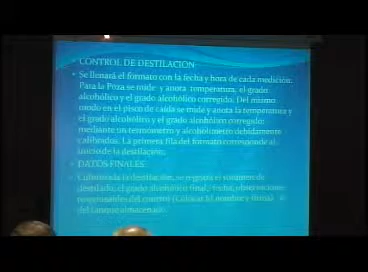 CONTROL DE DESTILACION:
Se llenará el formato con la fecha y hora de cada medición.
Para la Poza se mide y anota temperatura, el grado
alcohólico y el grado alcohólico corregido. Del mismo
modo en el pisco de caída se mide y anota la temperatura y
el grado alcohólico y el grado alcohólico corregido;
mediante un termómetro y alcoholímetro debidamente
calibrados. La primera fila del formato corresponde al
inicio de la destilación.
DATOS FINALES:
Culminada la destilación, se registra el volumen de
destilado, el grado alcohólico final, fecha, observaciones
responsables del control (Colocar el nombre y firma)
del tanque almacenado.